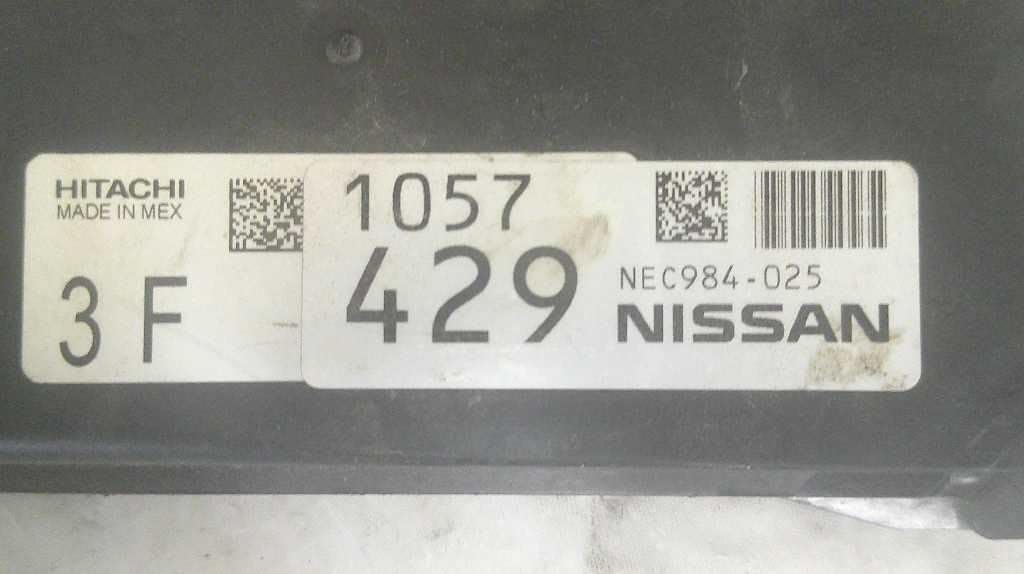 HITACHI
MADE IN MEX
3 F
1057
429
NEC984-025
NISSAN